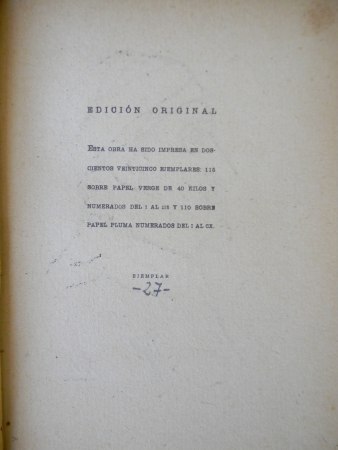 EDICIÓN ORIGINAL
ESTA OBRA HA SIDO IMPRESA EN DOS-
CIENTOS VEINTICINCO EJEMPLARES: 115
SOBRE PAPEL VERGE DE 40 KILOS Y
NUMERADOS DEL 1 AL 115 Y 110 SOBRE
PAPEL PLUMA NUMERADOS DEL I AL CX.
EJEMPLAR
-27-